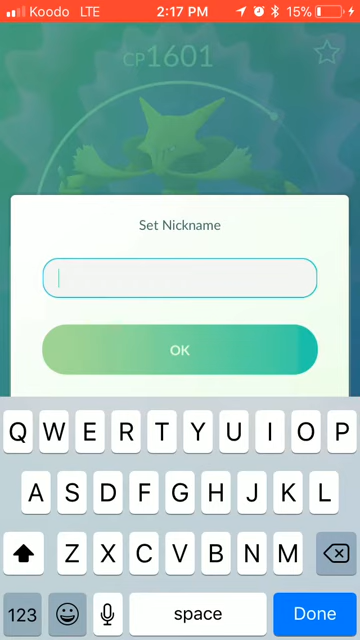 Koodo LTE 2:17 PM 15%
CP1601
Set Nickname
OK
Q W E R T Y U I O P
A S D F G H J K L
Z X C V B N M
123 space Done